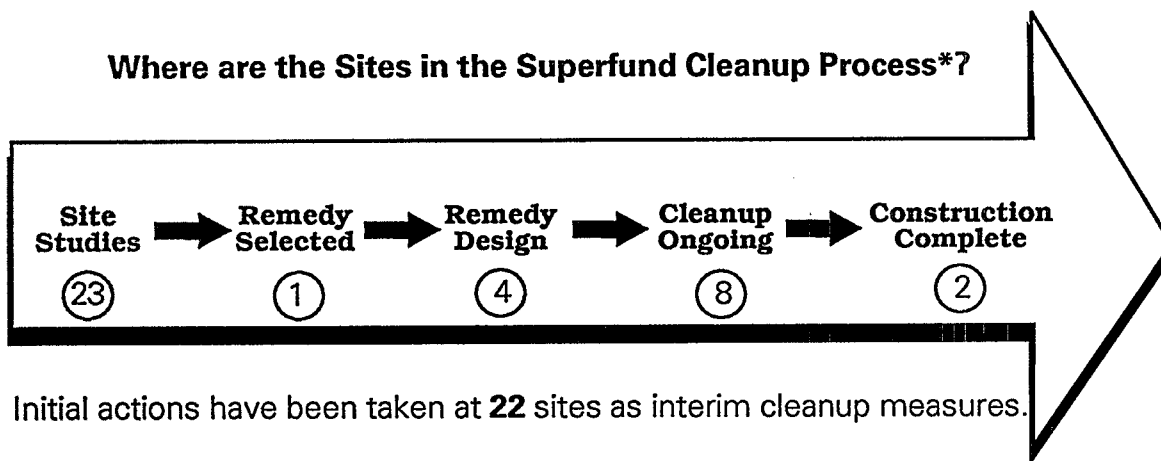 Where are the Sites in the Superfund Cleanup Process*?
Site Studies
Remedy Selected
Remedy Design
Cleanup Ongoing
Construction Complete
23
1
4
8
2
Initial actions have been taken at 22 sites as interim cleanup measures.